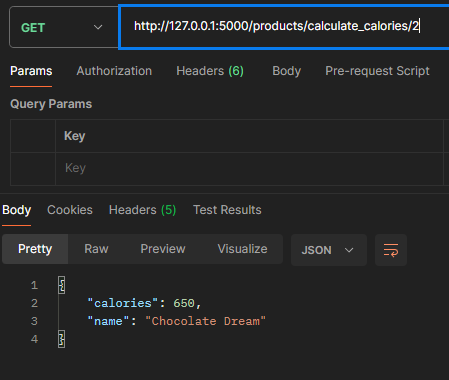 GET http://127.0.0.1:5000/products/calculate_calories/2
Params Authorization Headers (6) Body Pre-request Script
Query Params
Key
Key
Body Cookies Headers (5) Test Results
Pretty Raw Preview Visualize JSON
1 {
2 "calories": 650,
3 "name": "Chocolate Dream"
4 }